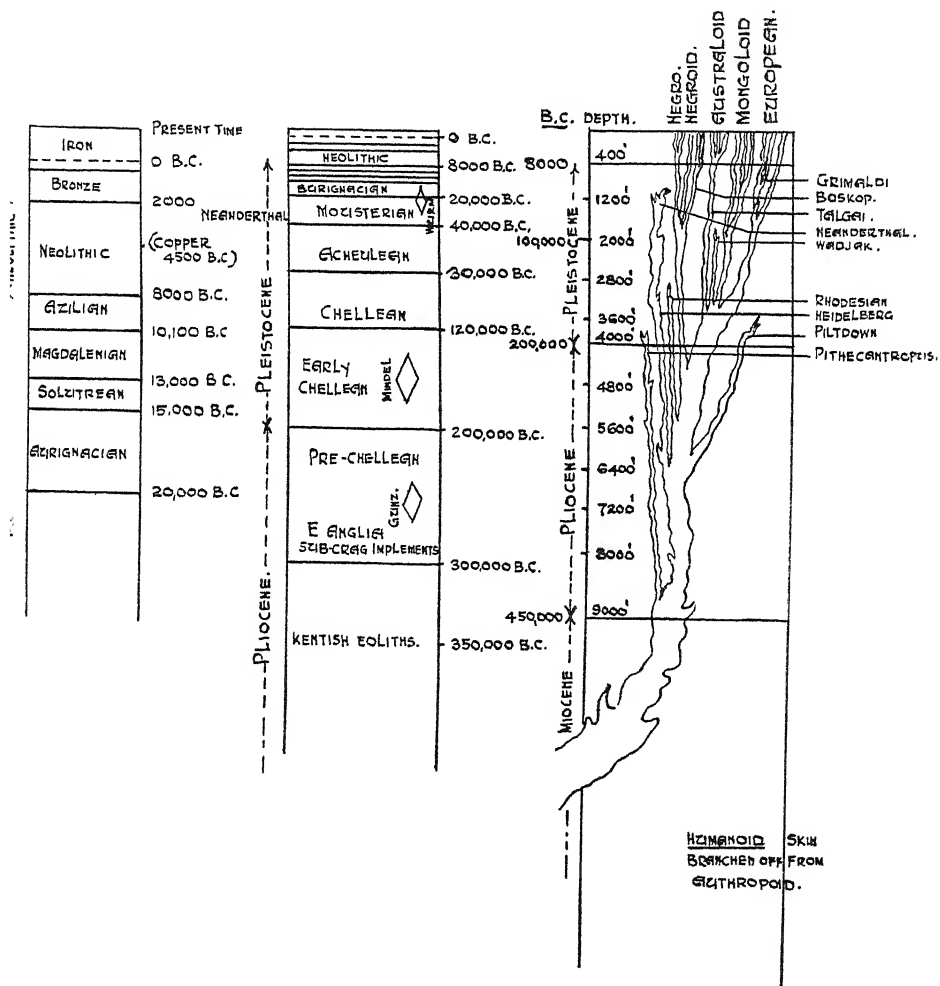 PRESENT TIME
IRON
0 B.C.
BRONZE
2000
NEOLITHIC
(COPPER
4500 B.C)
8000 B.C.
AZILIAN
10,100 B.C
MAGDALENIAN
13,000 B.C.
SOLUTREAN
15,000 B.C.
AURIGNACIAN
20,000 B.C
PLEISTOCENE
PLIOCENE.
0 B.C.
NEOLITHIC
8000 B.C.
AURIGNACIAN
20,000 B.C.
NEANDERTHAL
MOUSTERIAN
40,000 B.C,
ACHEULEAN
30,000 B.C.
CHELLEAN
120,000 B.C.
EARLY
CHELLEAN
MINDEL
200,000 B.C.
PRE-CHELLEAN
GUNZ.
E ANGLIA
SUB-CRAG IMPLEMENTS
300,000 B.C.
KENTISH EOLITHS.
350,000 B.C.
B.C. DEPTH.
NEGRO.
NEGROID.
AUSTRALOID
MONGOLOID
EUROPEAN.
400'
8000
1200'
100,000
2000'
2800'
3600'
4000'
200,000
4800'
5600'
6400'
7200'
8000'
450,000
9000'
PLEISTOCENE
PLIOCENE
MIOCENE
GRIMALDI
BOSKOP.
TALGAI.
NEANDERTHAL.
WADJAK.
RHODESIAN
HEIDELBERG
PILTDOWN
PITHECANTROPUS.
HUMANOID SKIN
BRANCHEN OFF FROM
AUTHROPOID.